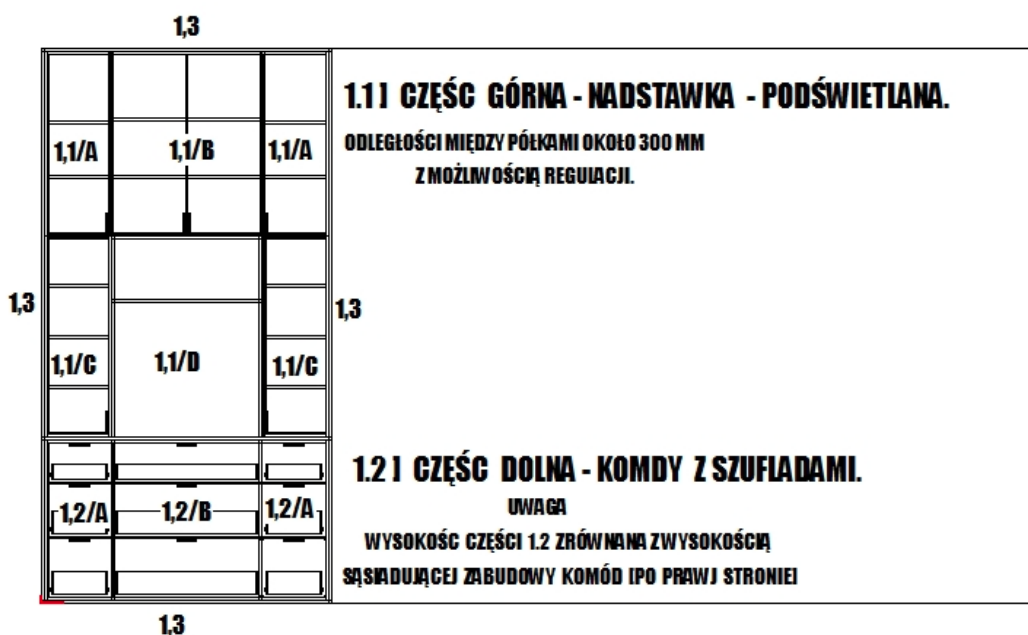 1,3
1.1] CZĘŚC GÓRNA - NADSTAWKA - PODŚWIETLANA.
ODLEGŁOŚCI MIĘDZY PÓŁKAMI OKOŁO 300 MM
Z MOŻLIWOŚCIĄ REGULACJI.
1,1/A 1,1/B 1,1/A
1,3 1,3
1,1/C 1,1/D 1,1/C
1.2] CZĘŚC DOLNA - KOMDY Z SZUFLADAMI.
UWAGA
1,2/A 1,2/B 1,2/A
WYSOKOŚC CZĘŚCI 1.2 ZRÓWNANA Z WYSOKOŚCIĄ
SĄSIADUJĄCEJ ZABUDOWY KOMÓD [PO PRAWJ STRONIE]
1,3